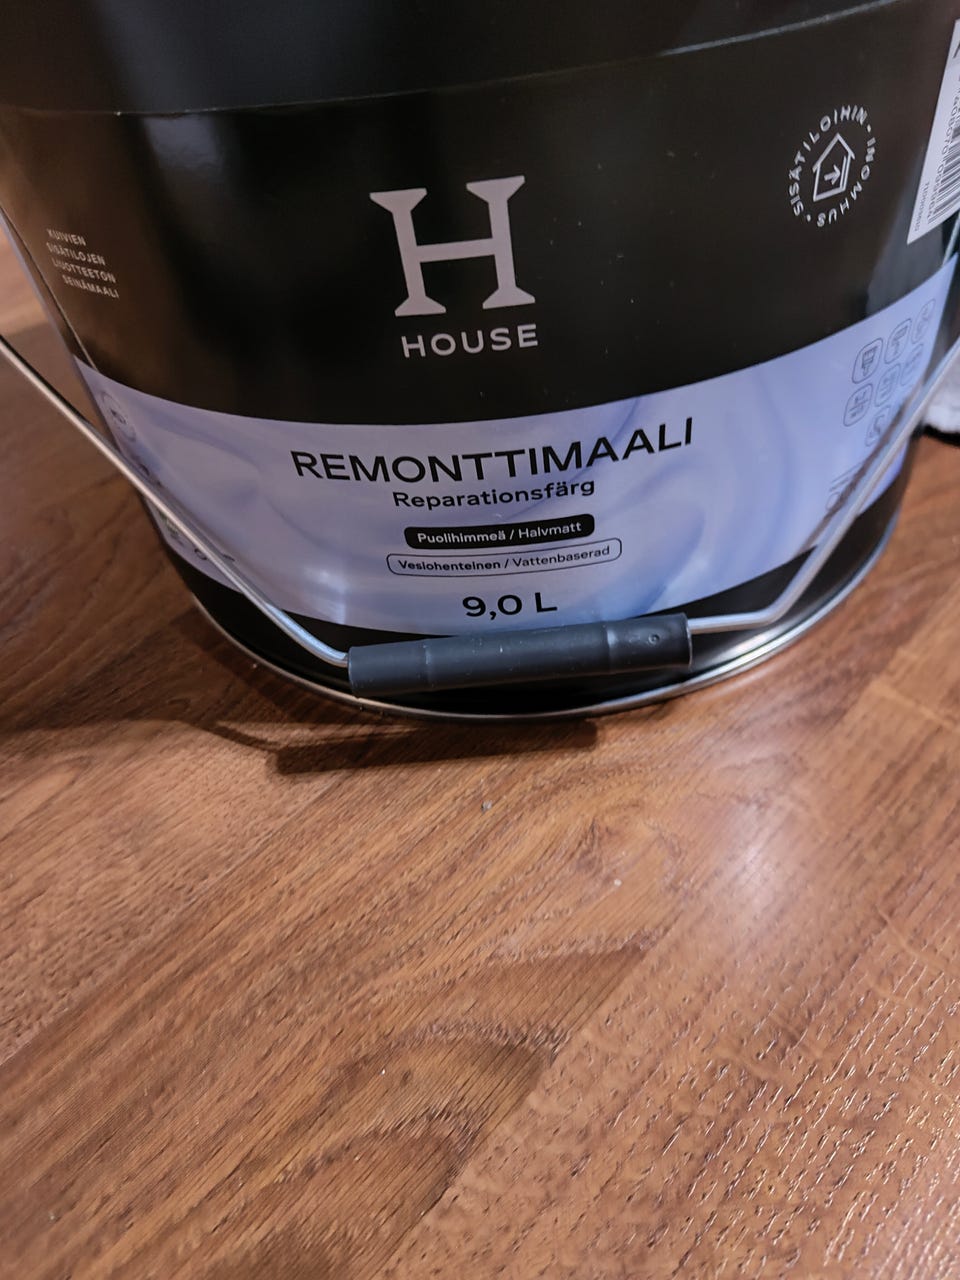 SISÄTILOIHIN · INOMHUS ·
H
HOUSE
KUIVIEN
SISÄTILOJEN
LIUOTTEETON
SEINÄMAALI
REMONTTIMAALI
Reparationsfärg
Puolihimmeä / Halvmatt
Vesiohenteinen / Vattenbaserad
9,0 L